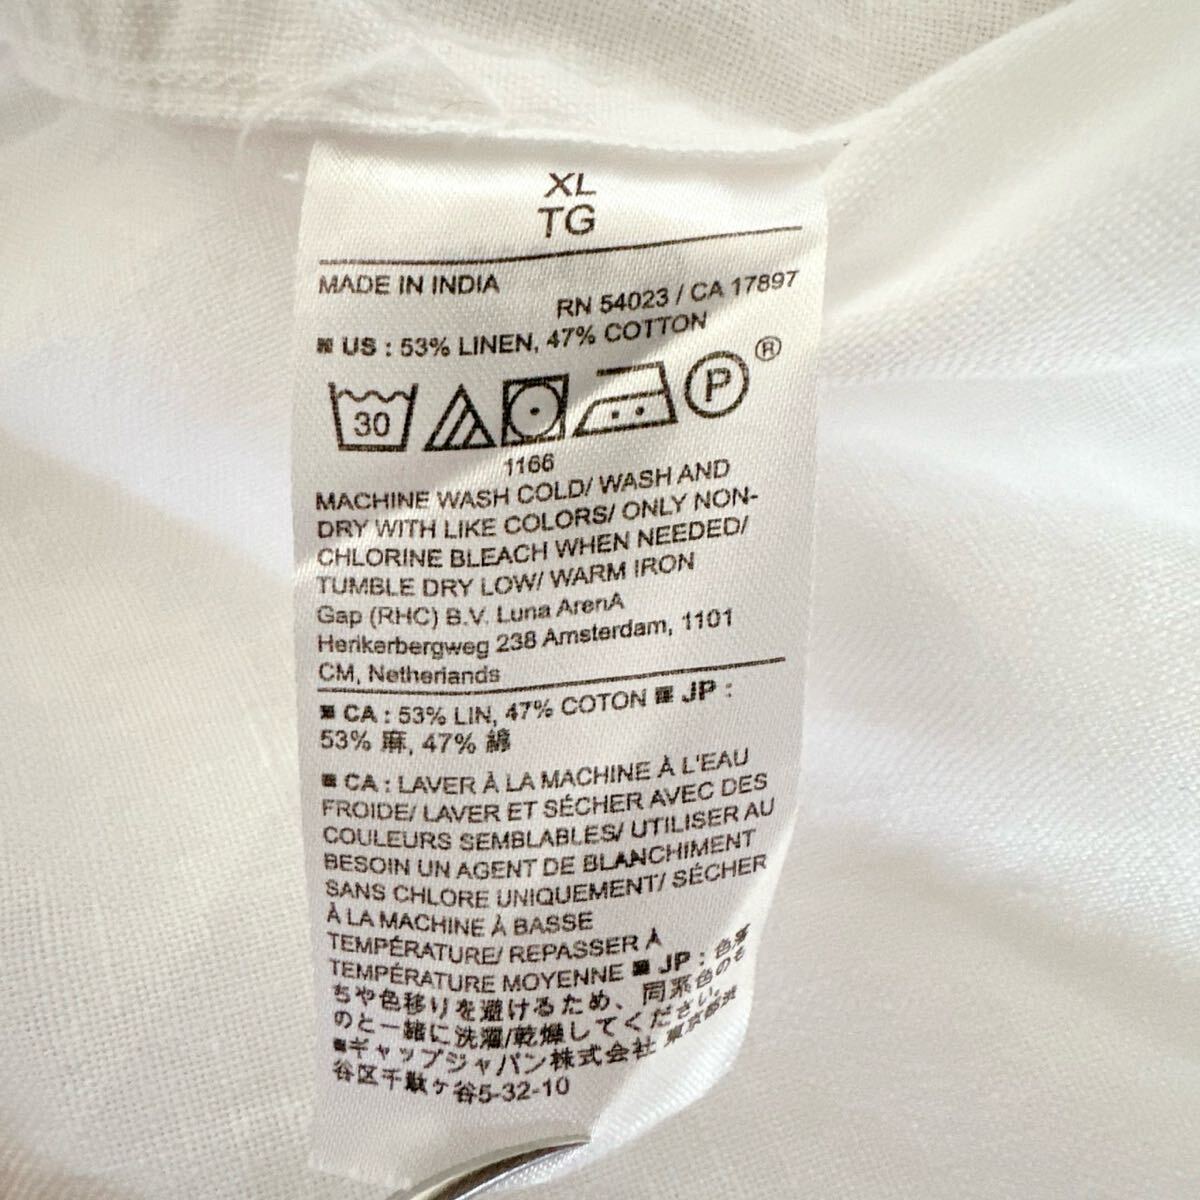 XL
TG
MADE IN INDIA
RN 54023 / CA 17897
US : 53% LINEN, 47% COTTON
30
P ®
1166
MACHINE WASH COLD/ WASH AND
DRY WITH LIKE COLORS/ ONLY NON-
CHLORINE BLEACH WHEN NEEDED/
TUMBLE DRY LOW/ WARM IRON
Gap (RHC) B.V. Luna ArenA
Herikerbergweg 238 Amsterdam, 1101
CM, Netherlands
CA : 53% LIN, 47% COTON ■ JP :
53% 麻, 47% 綿
■ CA : LAVER À LA MACHINE À L'EAU
FROIDE/ LAVER ET SÉCHER AVEC DES
COULEURS SEMBLABLES/ UTILISER AU
BESOIN UN AGENT DE BLANCHIMENT
SANS CHLORE UNIQUEMENT/ SÉCHER
À LA MACHINE À BASSE
TEMPÉRATURE/ REPASSER À
TEMPÉRATURE MOYENNE ■ JP : 色落
ちや色移りを避けるため、同系色のも
のと一緒に洗濯/乾燥してください。
■ギャップジャパン株式会社 東京都渋
谷区千駄ヶ谷5-32-10